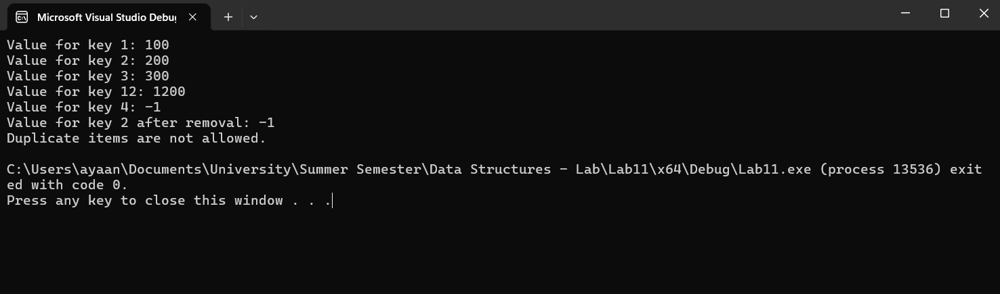 Microsoft Visual Studio Debug
Value for key 1: 100
Value for key 2: 200
Value for key 3: 300
Value for key 12: 1200
Value for key 4: -1
Value for key 2 after removal: -1
Duplicate items are not allowed.
C:\Users\ayaan\Documents\University\Summer Semester\Data Structures - Lab\Lab11\x64\Debug\Lab11.exe (process 13536) exit
ed with code 0.
Press any key to close this window . . .